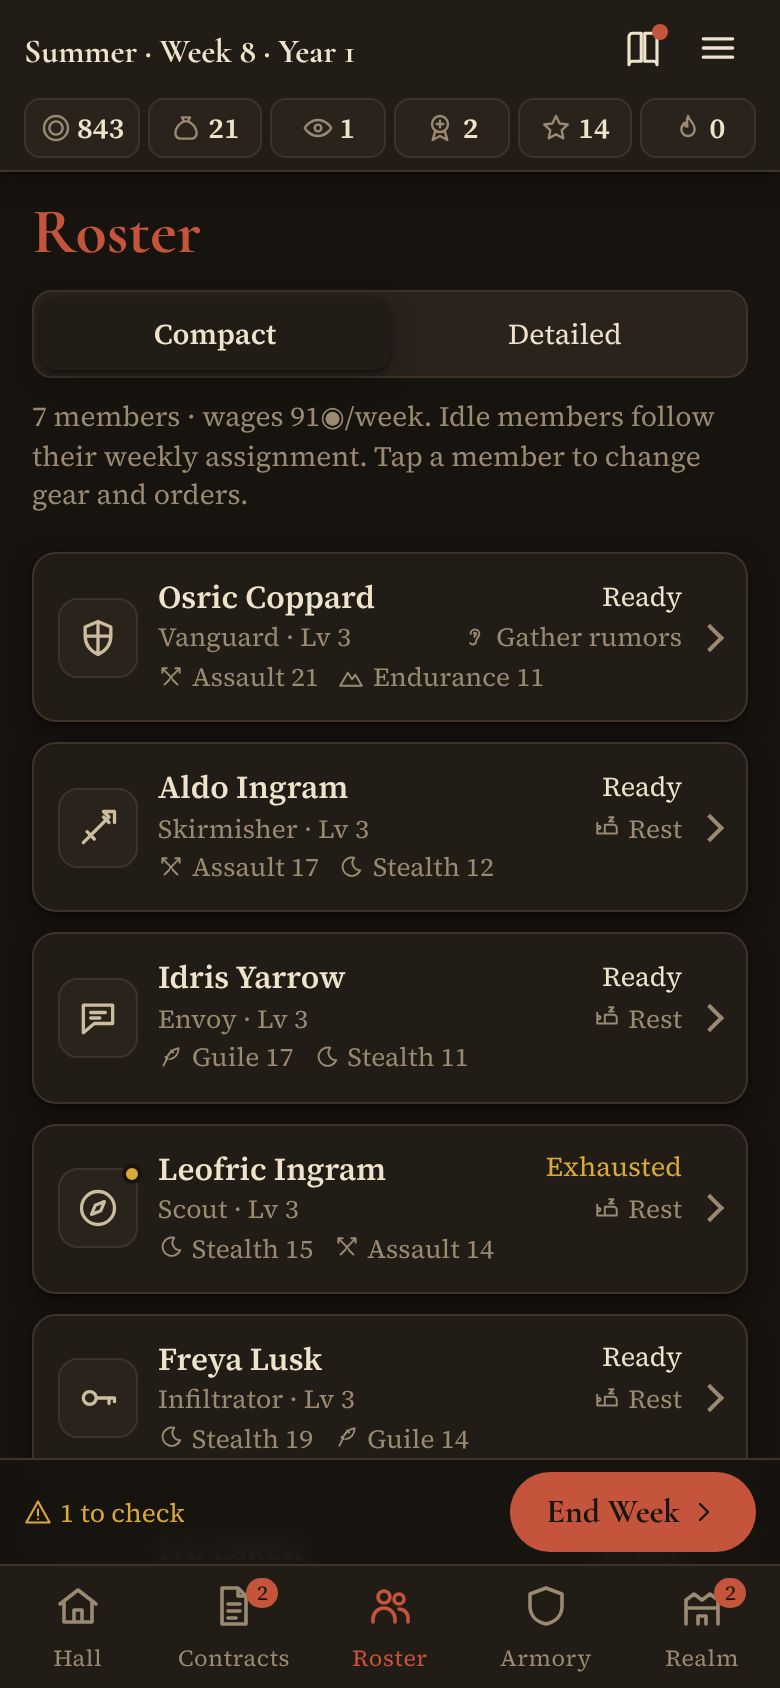 Summer · Week 8 · Year 1
843 21 1 2 14 0
Roster
Compact Detailed
7 members · wages 91◉/week. Idle members follow
their weekly assignment. Tap a member to change
gear and orders.
Osric Coppard Ready
Vanguard · Lv 3 Gather rumors
Assault 21 Endurance 11
Aldo Ingram Ready
Skirmisher · Lv 3 Rest
Assault 17 Stealth 12
Idris Yarrow Ready
Envoy · Lv 3 Rest
Guile 17 Stealth 11
Leofric Ingram Exhausted
Scout · Lv 3 Rest
Stealth 15 Assault 14
Freya Lusk Ready
Infiltrator · Lv 3 Rest
Stealth 19 Guile 14
1 to check End Week
2 2
Hall Contracts Roster Armory Realm